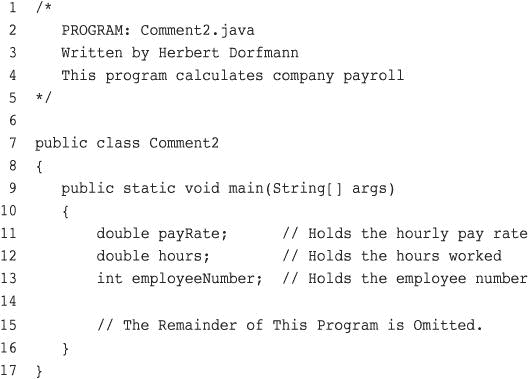 1 /*
2    PROGRAM: Comment2.java
3    Written by Herbert Dorfmann
4    This program calculates company payroll
5 */
6
7 public class Comment2
8 {
9    public static void main(String[] args)
10    {
11       double payRate;      // Holds the hourly pay rate
12       double hours;        // Holds the hours worked
13       int employeeNumber;  // Holds the employee number
14
15       // The Remainder of This Program is Omitted.
16    }
17 }